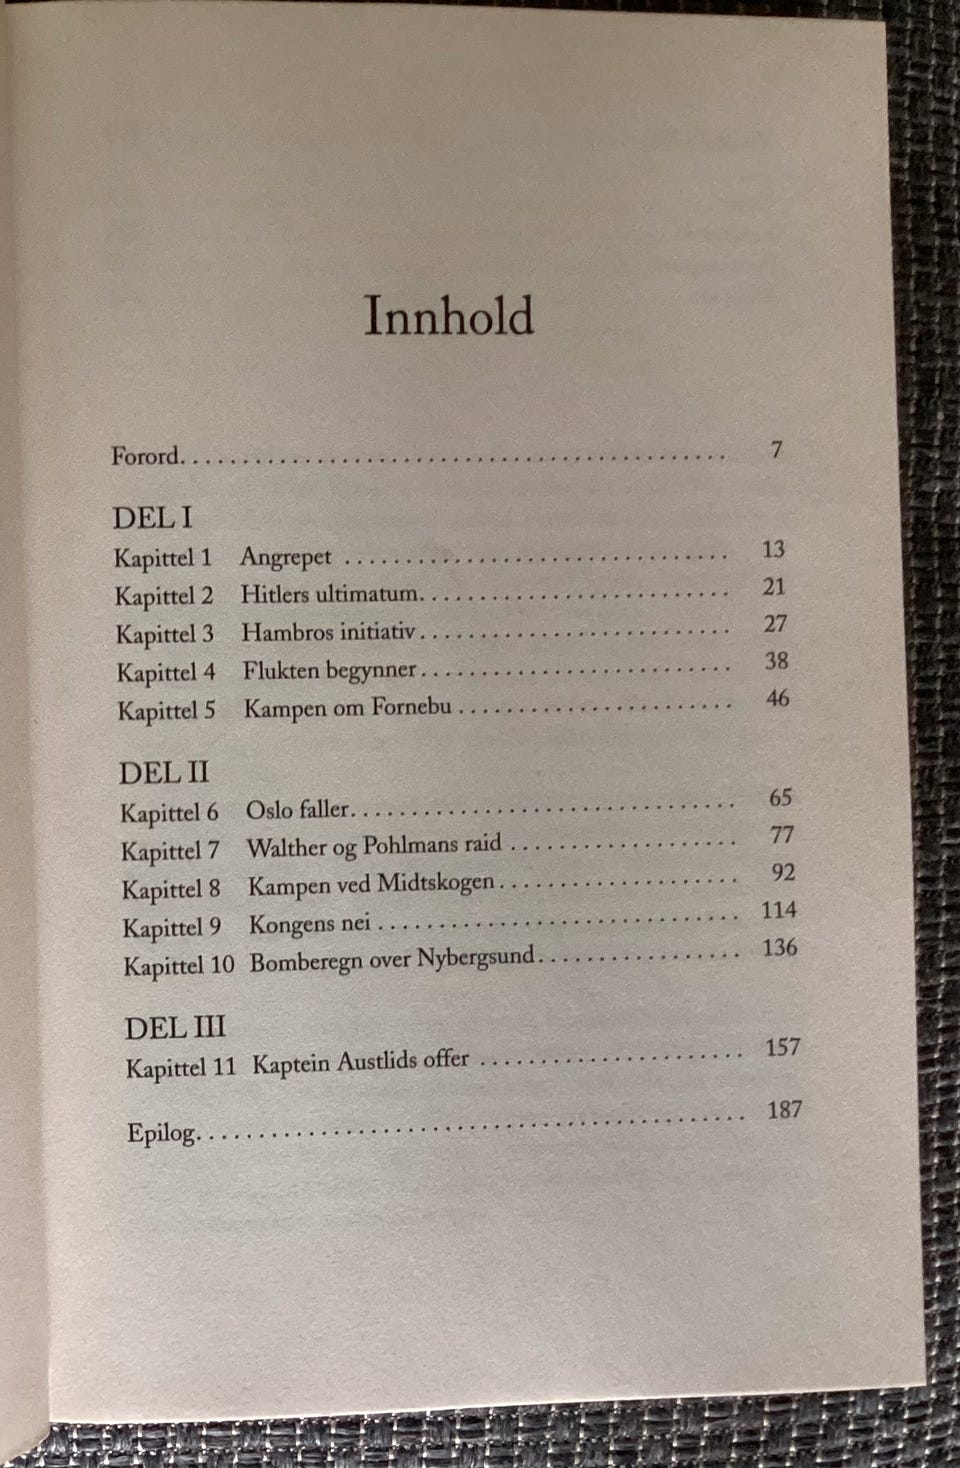 Innhold
Forord. . . . . . . . . . . . . . . . . . . . . . . . . . . . . . . . . . . . . . . . . . . . . 7
DEL I
Kapittel 1 Angrepet . . . . . . . . . . . . . . . . . . . . . . . . . . . . . . . . 13
Kapittel 2 Hitlers ultimatum. . . . . . . . . . . . . . . . . . . . . . . . . . 21
Kapittel 3 Hambros initiativ . . . . . . . . . . . . . . . . . . . . . . . . . . 27
Kapittel 4 Flukten begynner . . . . . . . . . . . . . . . . . . . . . . . . . . 38
Kapittel 5 Kampen om Fornebu . . . . . . . . . . . . . . . . . . . . . . . 46
DEL II
Kapittel 6 Oslo faller. . . . . . . . . . . . . . . . . . . . . . . . . . . . . . . . 65
Kapittel 7 Walther og Pohlmans raid . . . . . . . . . . . . . . . . . . . 77
Kapittel 8 Kampen ved Midtskogen . . . . . . . . . . . . . . . . . . . . 92
Kapittel 9 Kongens nei . . . . . . . . . . . . . . . . . . . . . . . . . . . . . . 114
Kapittel 10 Bomberegn over Nybergsund. . . . . . . . . . . . . . . . . 136
DEL III
Kapittel 11 Kaptein Austlids offer . . . . . . . . . . . . . . . . . . . . . . 157
Epilog. . . . . . . . . . . . . . . . . . . . . . . . . . . . . . . . . . . . . . . . . . . . . 187